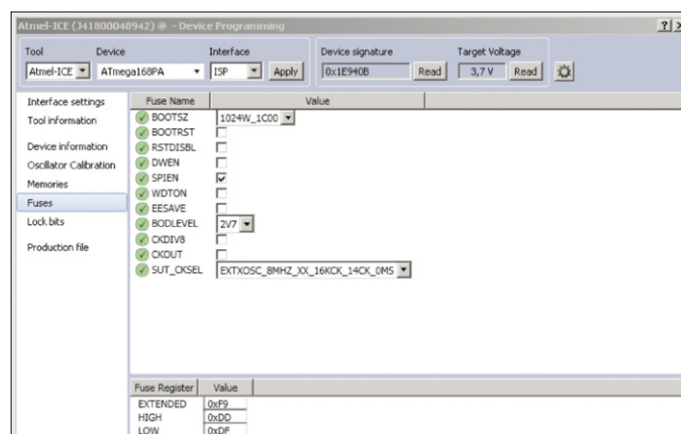 Atmel-ICE (J41800048942) - Device Programming
Tool Device Interface Device signature Target Voltage
Atmel-ICE ATmega168PA ISP Apply 0x1E940B Read 3,7 V Read
Interface settings
Tool information
Device information
Oscillator Calibration
Memories
Fuses
Lock bits
Production file
Fuse Name Value
BOOTSZ 1024W_1C00
BOOTRST
RSTDISBL
DWEN
SPIEN
WDTON
EESAVE
BODLEVEL 2V7
CKDIV8
CKOUT
SUT_CKSEL EXTXOSC_8MHZ_XX_16KCK_14CK_0MS
Fuse Register Value
EXTENDED 0xF9
HIGH 0xDD
LOW 0xDF